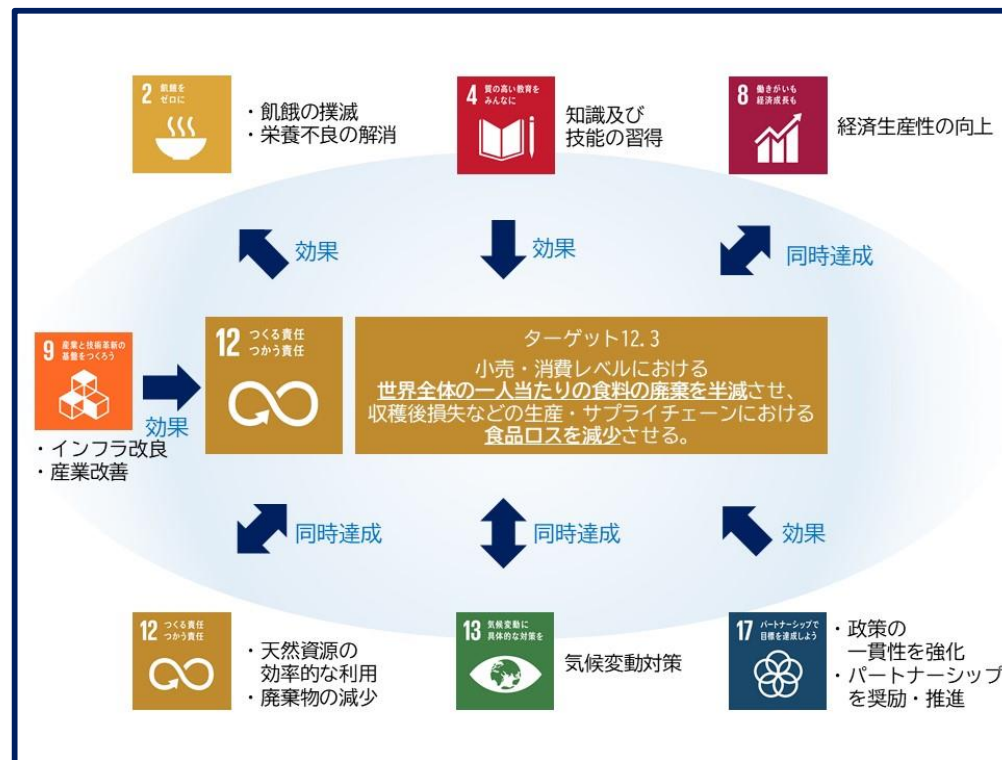 2 飢餓を
ゼロに
・飢餓の撲滅
・栄養不良の解消
4 質の高い教育を
みんなに
知識及び
技能の習得
8 働きがいも
経済成長も
経済生産性の向上
効果
効果
同時達成
9 産業と技術革新の
基盤をつくろう
効果
・インフラ改良
・産業改善
12 つくる責任
つかう責任
ターゲット12.3
小売・消費レベルにおける
世界全体の一人当たりの食料の廃棄を半減させ、
収穫後損失などの生産・サプライチェーンにおける
食品ロスを減少させる。
同時達成
同時達成
効果
12 つくる責任
つかう責任
・天然資源の
効率的な利用
・廃棄物の減少
13 気候変動に
具体的な対策を
気候変動対策
17 パートナーシップで
目標を達成しよう
・政策の
一貫性を強化
・パートナーシップ
を奨励・推進